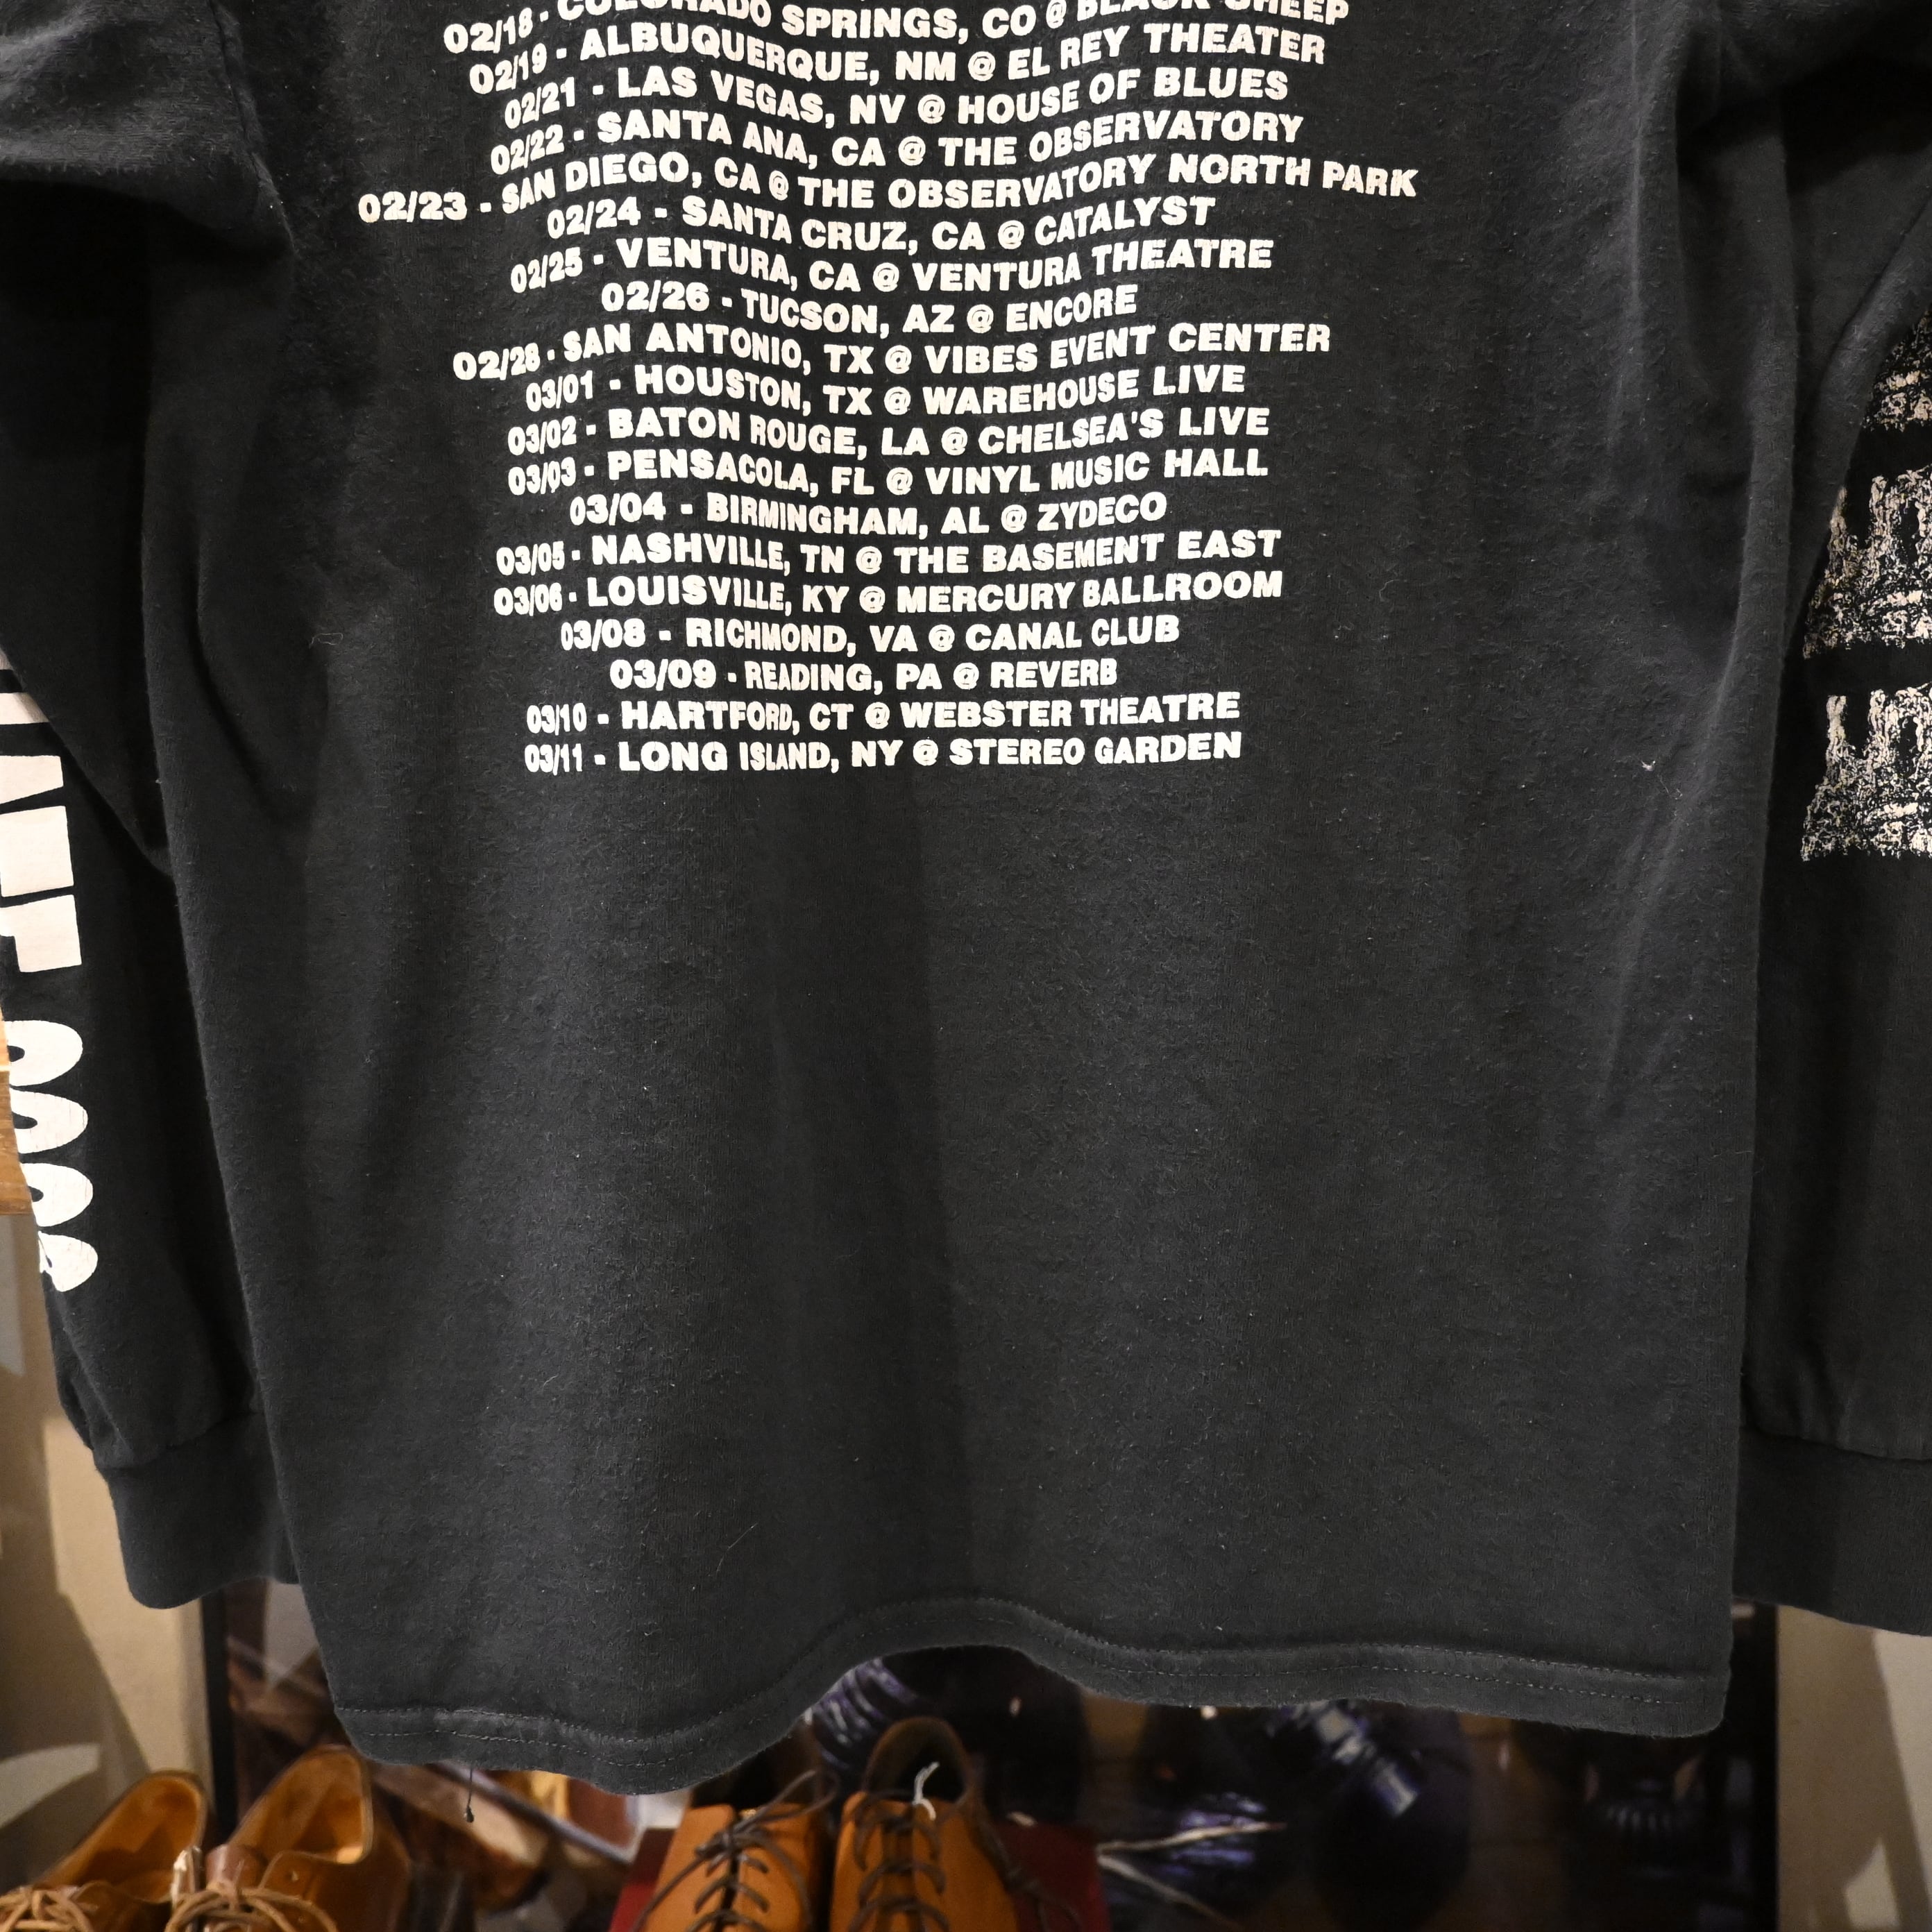 02/18 - COLORADO SPRINGS, CO @ BLACK SHEEP
02/19 - ALBUQUERQUE, NM @ EL REY THEATER
02/21 - LAS VEGAS, NV @ HOUSE OF BLUES
02/22 - SANTA ANA, CA @ THE OBSERVATORY
02/23 - SAN DIEGO, CA @ THE OBSERVATORY NORTH PARK
02/24 - SANTA CRUZ, CA @ CATALYST
02/25 - VENTURA, CA @ VENTURA THEATRE
02/26 - TUCSON, AZ @ ENCORE
02/28 - SAN ANTONIO, TX @ VIBES EVENT CENTER
03/01 - HOUSTON, TX @ WAREHOUSE LIVE
03/02 - BATON ROUGE, LA @ CHELSEA'S LIVE
03/03 - PENSACOLA, FL @ VINYL MUSIC HALL
03/04 - BIRMINGHAM, AL @ ZYDECO
03/05 - NASHVILLE, TN @ THE BASEMENT EAST
03/06 - LOUISVILLE, KY @ MERCURY BALLROOM
03/08 - RICHMOND, VA @ CANAL CLUB
03/09 - READING, PA @ REVERB
03/10 - HARTFORD, CT @ WEBSTER THEATRE
03/11 - LONG ISLAND, NY @ STEREO GARDEN